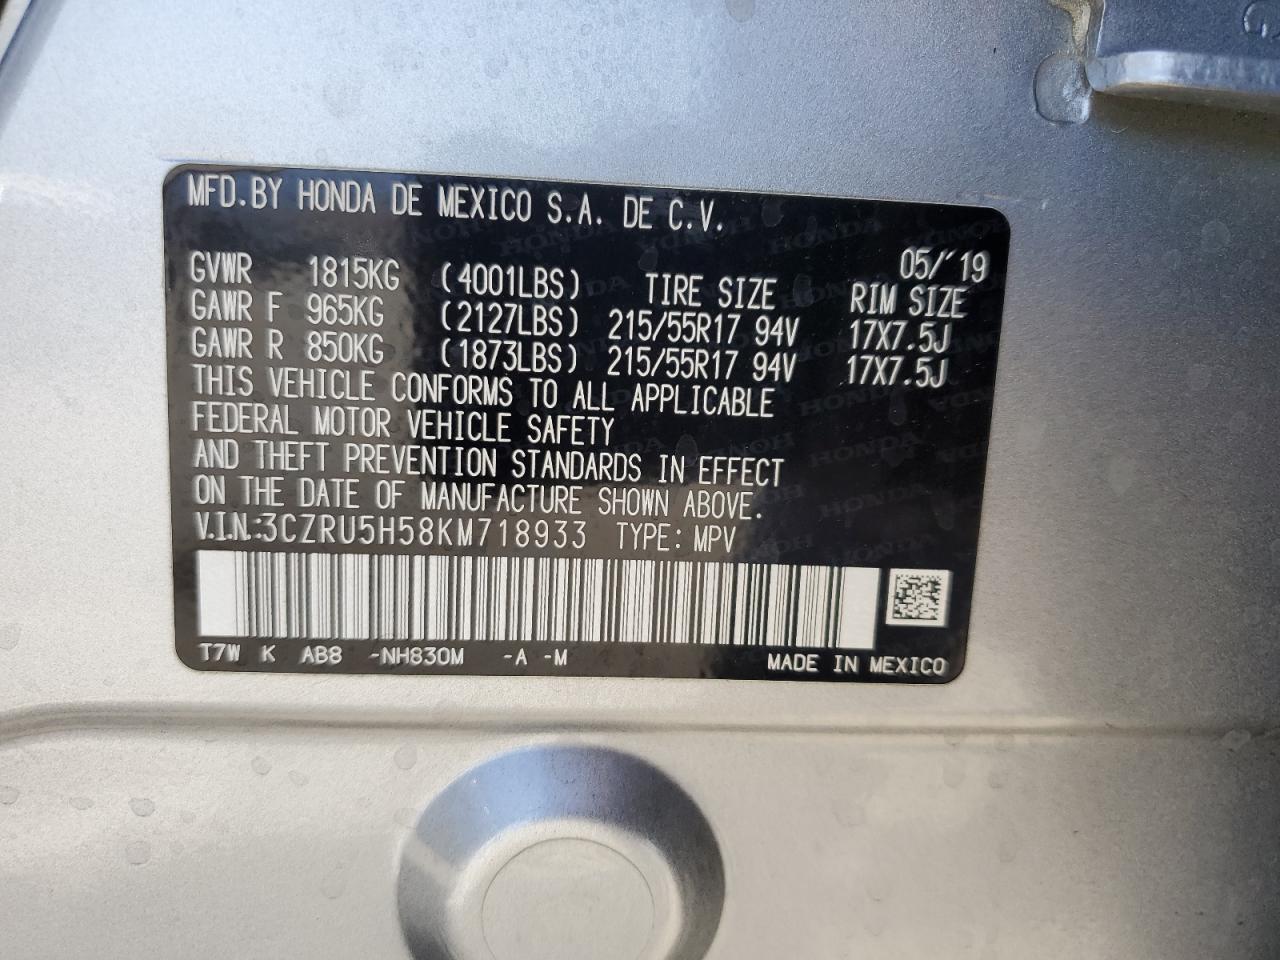 MFD.BY HONDA DE MEXICO S.A. DE C.V.
05/´19
GVWR 1815KG (4001LBS) TIRE SIZE RIM SIZE
GAWR F 965KG (2127LBS) 215/55R17 94V 17X7.5J
GAWR R 850KG (1873LBS) 215/55R17 94V 17X7.5J
THIS VEHICLE CONFORMS TO ALL APPLICABLE
FEDERAL MOTOR VEHICLE SAFETY
AND THEFT PREVENTION STANDARDS IN EFFECT
ON THE DATE OF MANUFACTURE SHOWN ABOVE.
V.I.N.:3CZRU5H58KM718933 TYPE: MPV
T7W K AB8 -NH830M -A -M MADE IN MEXICO